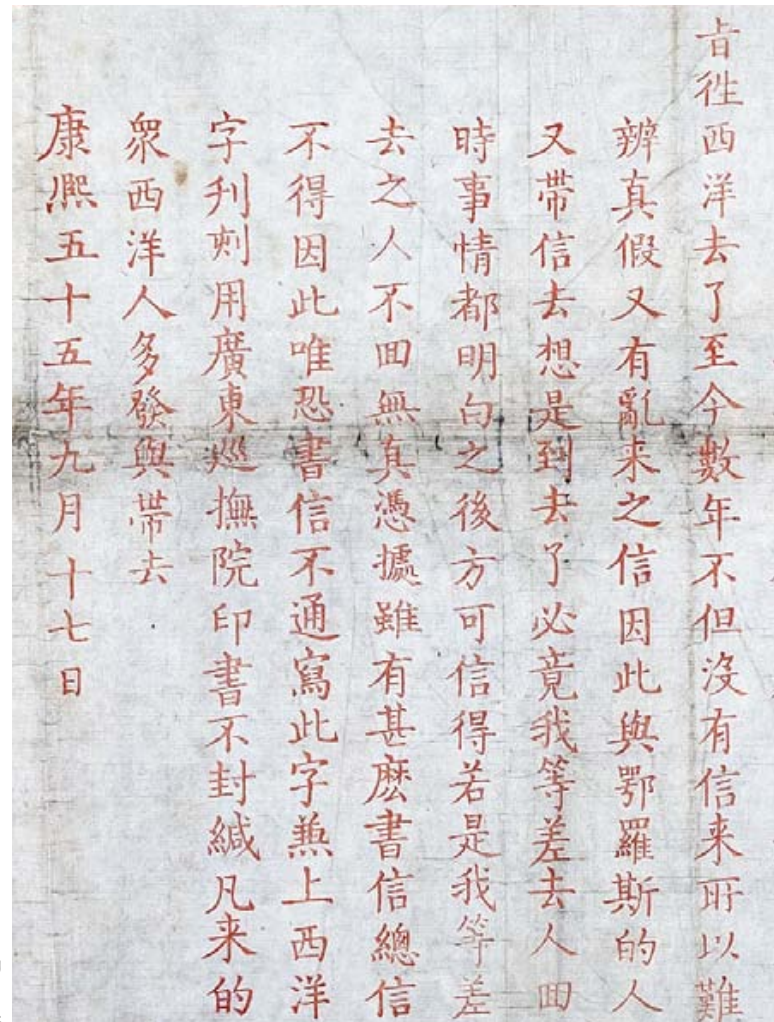 旨徃西洋去了至今數年不但沒有信来所以難
辦真假又有亂来之信因此與鄂羅斯的人
又帶信去想是到去了必竟我等差去人囬
時事情都明白之後方可信得若是我等差
去之人不囬無真憑據雖有甚麽書信總信
不得因此唯恐書信不通寫此字兼上西洋
字刋刻用廣東廵撫院印書不封緘凡来的
衆西洋人多發與帶去
康熈五十五年九月十七日